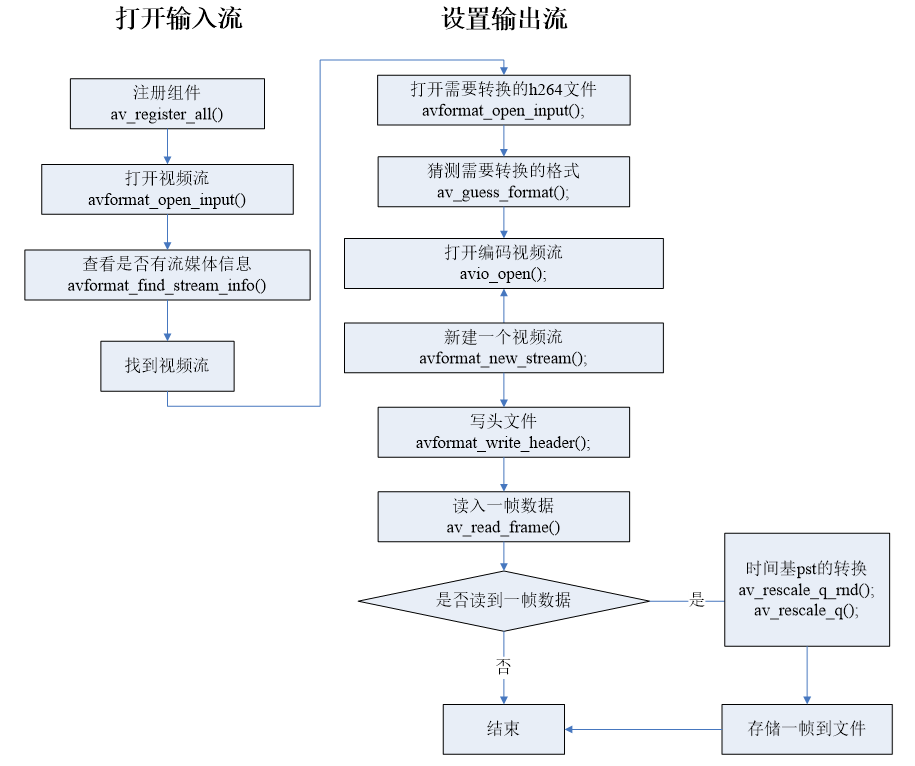 打开输入流
注册组件
av_register_all()
打开视频流
avformat_open_input()
查看是否有流媒体信息
avformat_find_stream_info()
找到视频流
设置输出流
打开需要转换的h264文件
avformat_open_input();
猜测需要转换的格式
av_guess_format();
打开编码视频流
avio_open();
新建一个视频流
avformat_new_stream();
写头文件
avformat_write_header();
读入一帧数据
av_read_frame()
是否读到一帧数据
是
时间基pst的转换
av_rescale_q_rnd();
av_rescale_q();
否
结束
存储一帧到文件